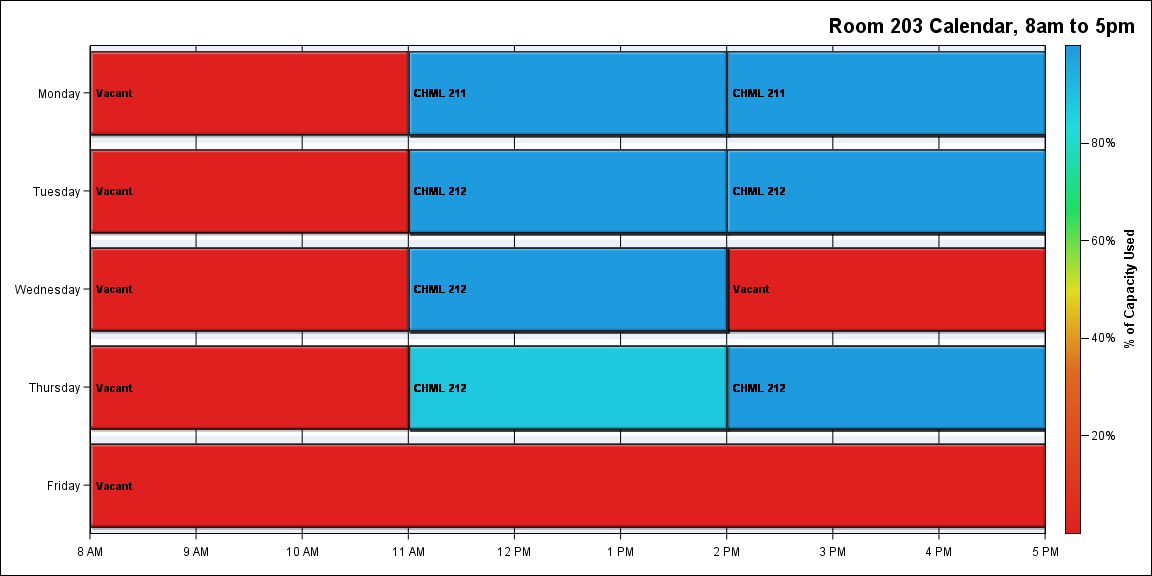 Room 203 Calendar, 8am to 5pm
Monday
Vacant
CHML 211
CHML 211
Tuesday
Vacant
CHML 212
CHML 212
Wednesday
Vacant
CHML 212
Vacant
Thursday
Vacant
CHML 212
CHML 212
Friday
Vacant
8 AM
9 AM
10 AM
11 AM
12 PM
1 PM
2 PM
3 PM
4 PM
5 PM
80%
60%
40%
20%
% of Capacity Used